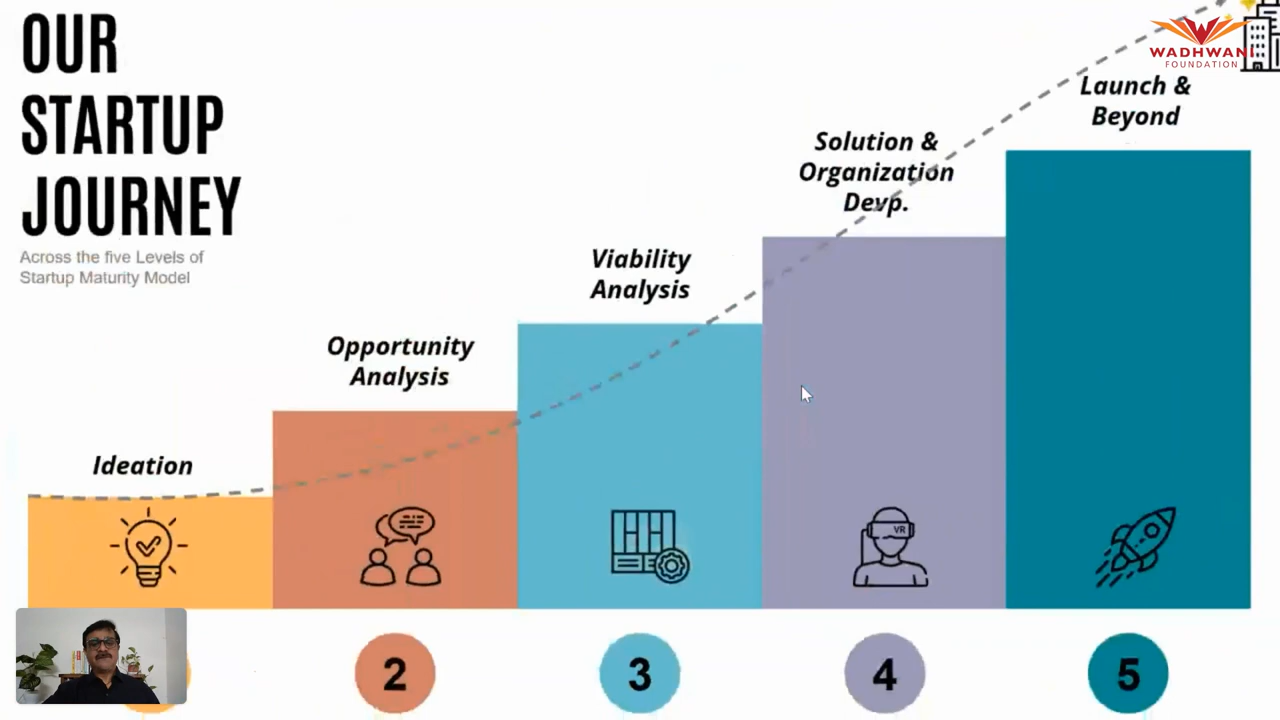 OUR
STARTUP
JOURNEY
Across the five Levels of
Startup Maturity Model
WADHWANI
FOUNDATION
Launch &
Beyond
Solution &
Organization
Devp.
Viability
Analysis
Opportunity
Analysis
Ideation
VR
2
3
4
5